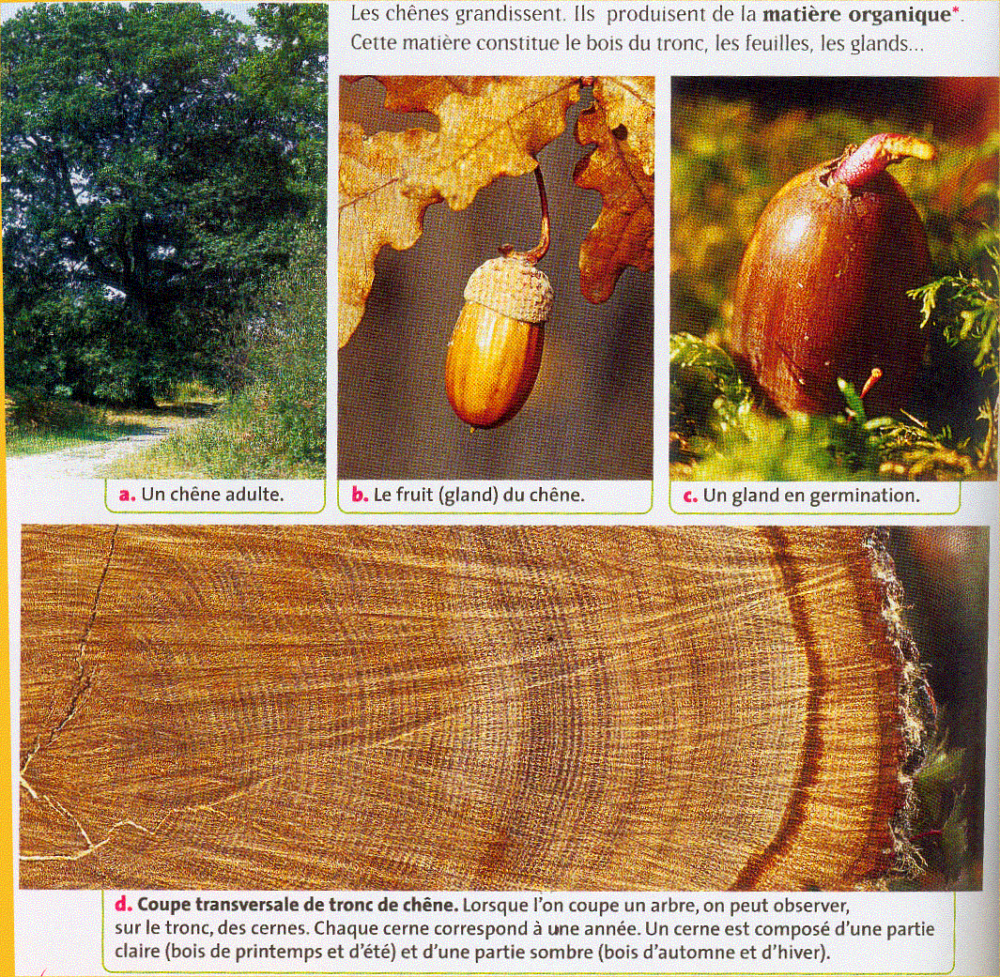 Les chênes grandissent. Ils produisent de la matière organique*.
Cette matière constitue le bois du tronc, les feuilles, les glands...
a. Un chêne adulte.
b. Le fruit (gland) du chêne.
c. Un gland en germination.
d. Coupe transversale de tronc de chêne. Lorsque l'on coupe un arbre, on peut observer,
sur le tronc, des cernes. Chaque cerne correspond à une année. Un cerne est composé d'une partie
claire (bois de printemps et d'été) et d'une partie sombre (bois d'automne et d'hiver).